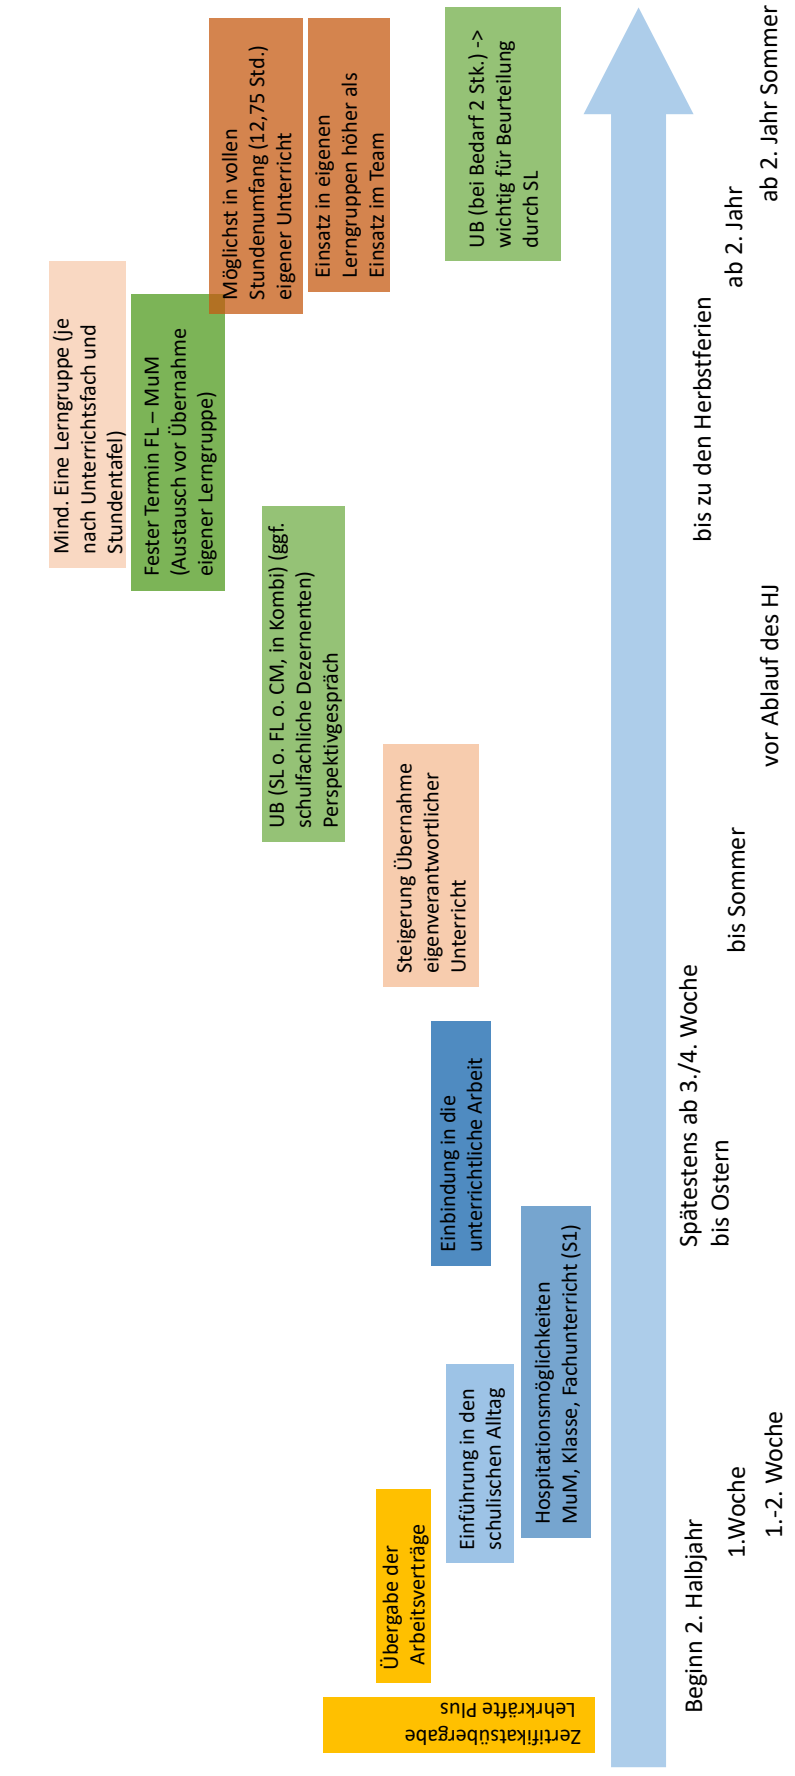 Zertifikatsübergabe
Lehrkräfte Plus
Übergabe der
Arbeitsverträge
Einführung in den
schulischen Alltag
Hospitationsmöglichkeiten
MuM, Klasse, Fachunterricht (S1)
Einbindung in die
unterrichtliche Arbeit
Steigerung Übernahme
eigenverantwortlicher
Unterricht
UB (SL o. FL o. CM, in Kombi) (ggf.
schulfachliche Dezernenten)
Perspektivgespräch
Mind. Eine Lerngruppe (je
nach Unterrichtsfach und
Stundentafel)
Fester Termin FL – MuM
(Austausch vor Übernahme
eigener Lerngruppe)
Möglichst in vollen
Stundenumfang (12,75 Std.)
eigener Unterricht
Einsatz in eigenen
Lerngruppen höher als
Einsatz im Team
UB (bei Bedarf 2 Stk.) ->
wichtig für Beurteilung
durch SL
Beginn 2. Halbjahr
1.Woche
1.-2. Woche
Spätestens ab 3./4. Woche
bis Ostern
bis Sommer
vor Ablauf des HJ
bis zu den Herbstferien
ab 2. Jahr
ab 2. Jahr Sommer